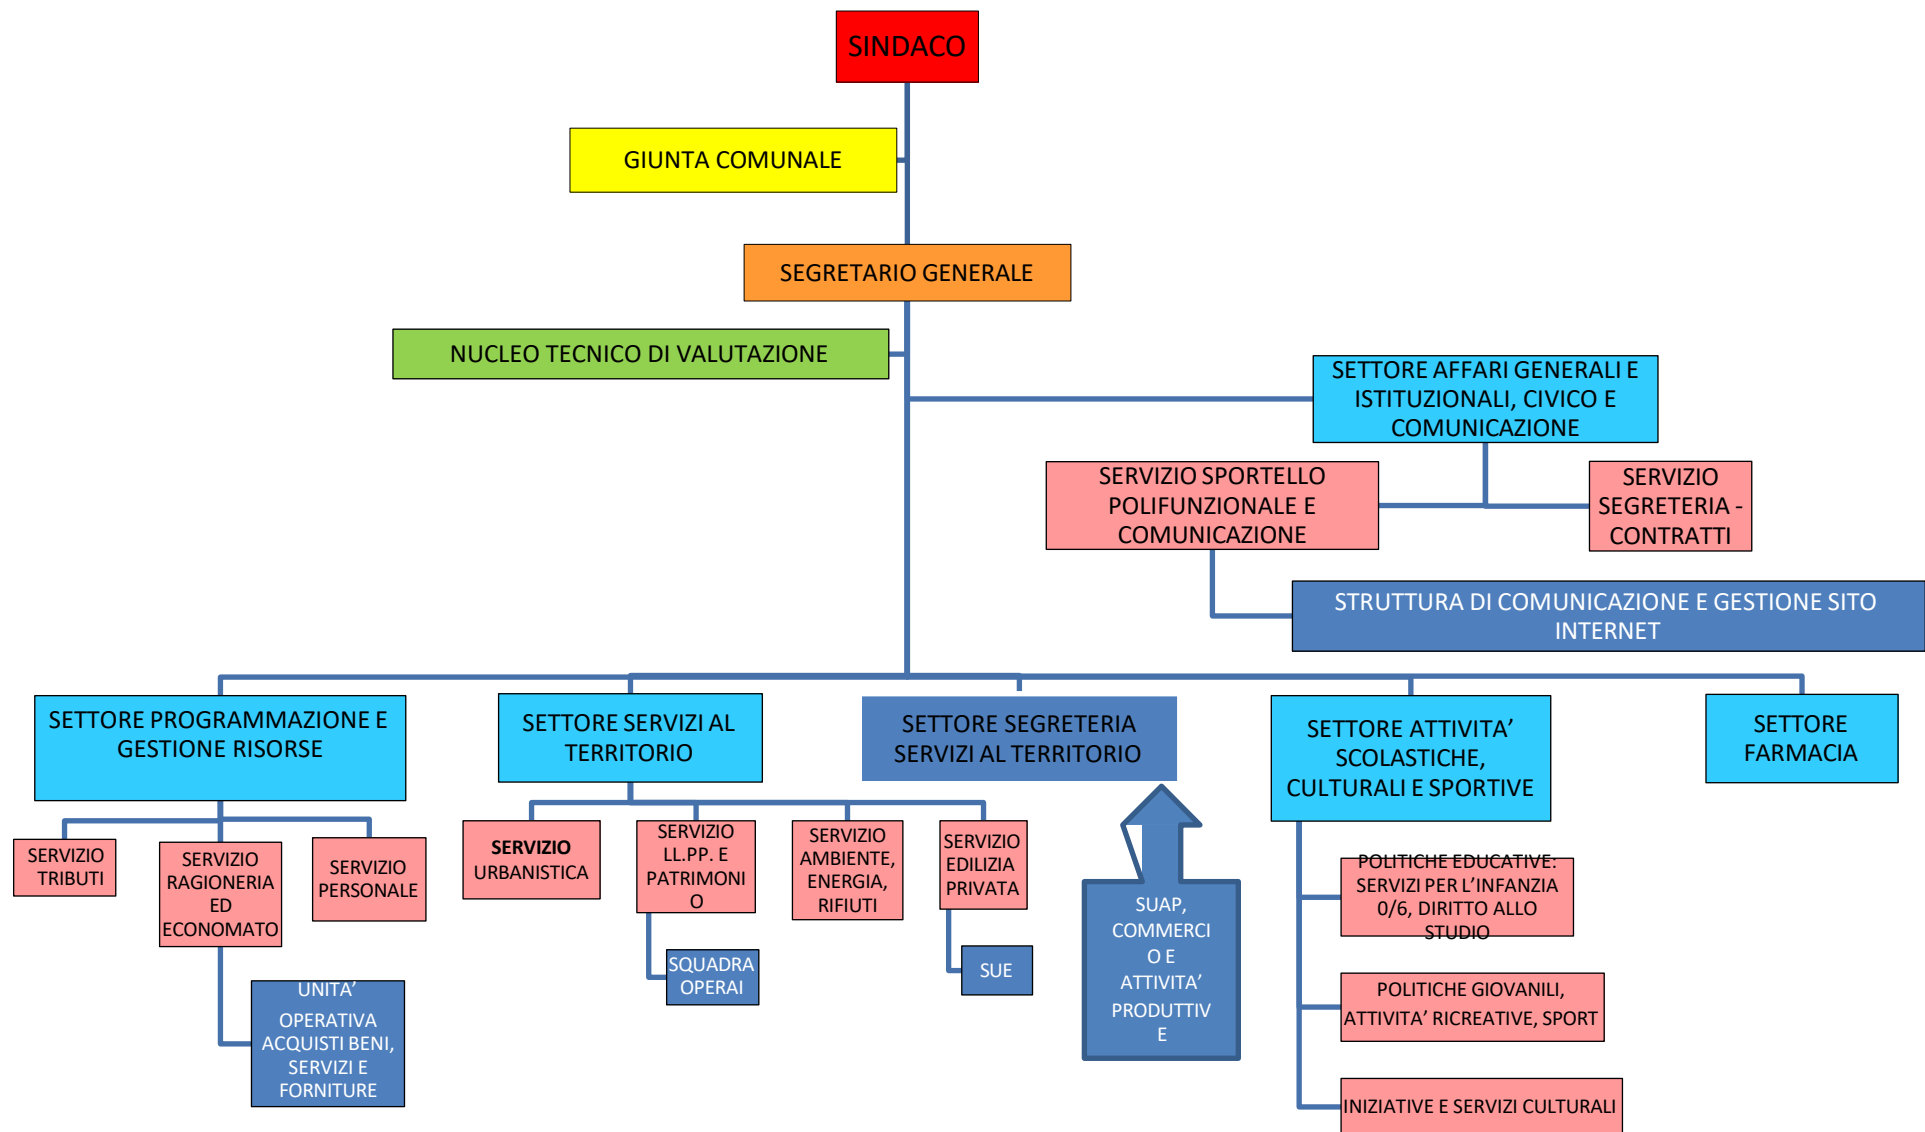 SINDACO
GIUNTA COMUNALE
SEGRETARIO GENERALE
NUCLEO TECNICO DI VALUTAZIONE
SETTORE AFFARI GENERALI E
ISTITUZIONALI, CIVICO E
COMUNICAZIONE
SERVIZIO SPORTELLO
POLIFUNZIONALE E
COMUNICAZIONE
SERVIZIO
SEGRETERIA -
CONTRATTI
STRUTTURA DI COMUNICAZIONE E GESTIONE SITO
INTERNET
SETTORE PROGRAMMAZIONE E
GESTIONE RISORSE
SETTORE SERVIZI AL
TERRITORIO
SETTORE SEGRETERIA
SERVIZI AL TERRITORIO
SETTORE ATTIVITA’
SCOLASTICHE,
CULTURALI E SPORTIVE
SETTORE
FARMACIA
SERVIZIO
TRIBUTI
SERVIZIO
RAGIONERIA
ED
ECONOMATO
SERVIZIO
PERSONALE
SERVIZIO
URBANISTICA
SERVIZIO
LL.PP. E
PATRIMONI
O
SERVIZIO
AMBIENTE,
ENERGIA,
RIFIUTI
SERVIZIO
EDILIZIA
PRIVATA
UNITA’
OPERATIVA
ACQUISTI BENI,
SERVIZI E
FORNITURE
SQUADRA
OPERAI
SUE
SUAP,
COMMERCI
O E
ATTIVITA’
PRODUTTIV
E
POLITICHE EDUCATIVE:
SERVIZI PER L’INFANZIA
0/6, DIRITTO ALLO
STUDIO
POLITICHE GIOVANILI,
ATTIVITA’ RICREATIVE, SPORT
INIZIATIVE E SERVIZI CULTURALI